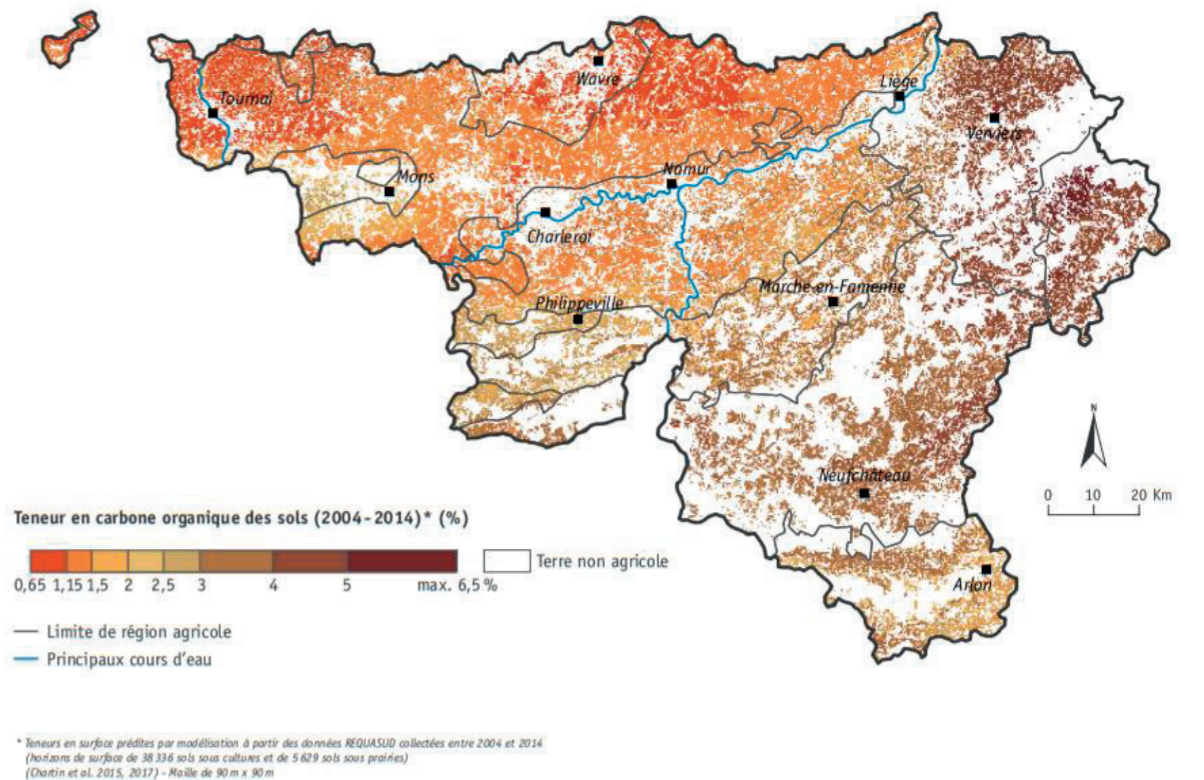 Wavre
Liège
Tournai
Verviers
Namur
Mons
Charleroi
Marche-en-Famenne
Philippeville
N
Neufchâteau
0 10 20 Km
Teneur en carbone organique des sols (2004-2014)* (%)
Terre non agricole
0,65 1,15 1,5 2 2,5 3 4 5 max. 6,5 %
Arlon
Limite de région agricole
Principaux cours d'eau
* Teneurs en surface prédites par modélisation à partir des données REQUASUD collectées entre 2004 et 2014
(horizons de surface de 38 336 sols sous cultures et de 5 629 sols sous prairies)
(Chartin et al. 2015, 2017) - Maille de 90 m x 90 m